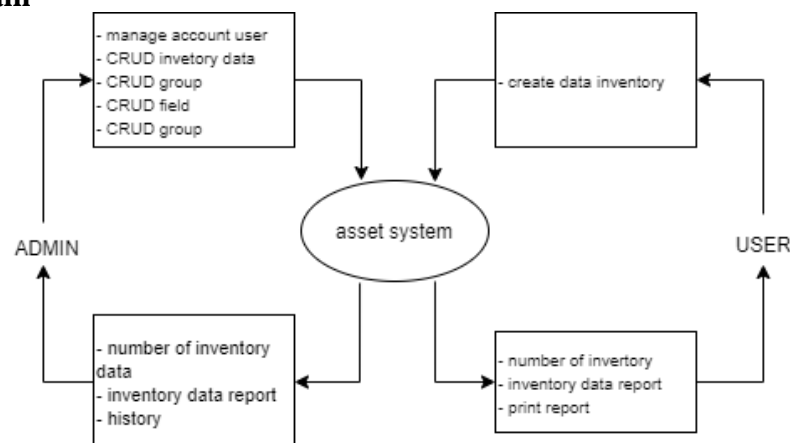 - manage account user
- CRUD invetory data
- CRUD group
- CRUD field
- CRUD group
- create data inventory
asset system
ADMIN
USER
- number of inventory
data
- inventory data report
- history
- number of invertory
- inventory data report
- print report